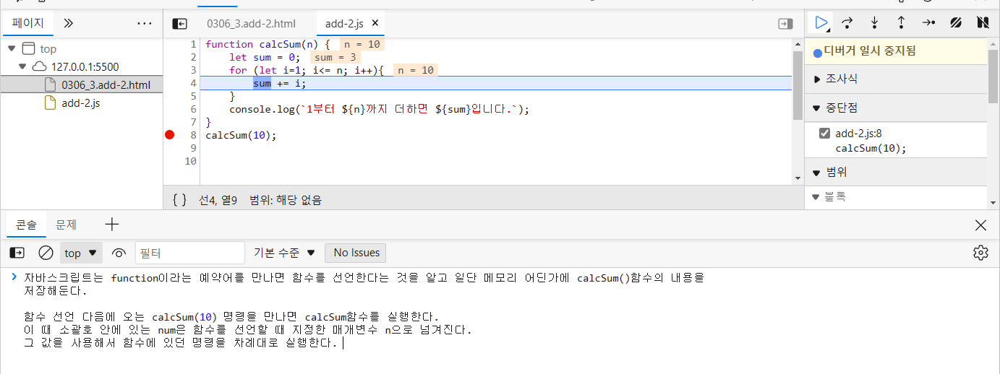 페이지
0306_3.add-2.html
add-2.js
top
127.0.0.1:5500
0306_3.add-2.html
add-2.js
1 function calcSum(n) { n = 10
2 let sum = 0; sum = 3
3 for (let i=1; i<= n; i++){ n = 10
4 sum += i;
5 }
6 console.log(`1부터 ${n}까지 더하면 ${sum}입니다.`);
7 }
8 calcSum(10);
9
10
{ } 선4, 열9 범위: 해당 없음
디버거 일시 중지됨
조사식
중단점
add-2.js:8
calcSum(10);
범위
블록
콘솔 문제
top 필터 기본 수준 No Issues
자바스크립트는 function이라는 예약어를 만나면 함수를 선언한다는 것을 알고 일단 메모리 어딘가에 calcSum()함수의 내용을
저장해둔다.
함수 선언 다음에 오는 calcSum(10) 명령을 만나면 calcSum함수를 실행한다.
이 때 소괄호 안에 있는 num은 함수를 선언할 때 지정한 매개변수 n으로 넘겨진다.
그 값을 사용해서 함수에 있던 명령을 차례대로 실행한다.